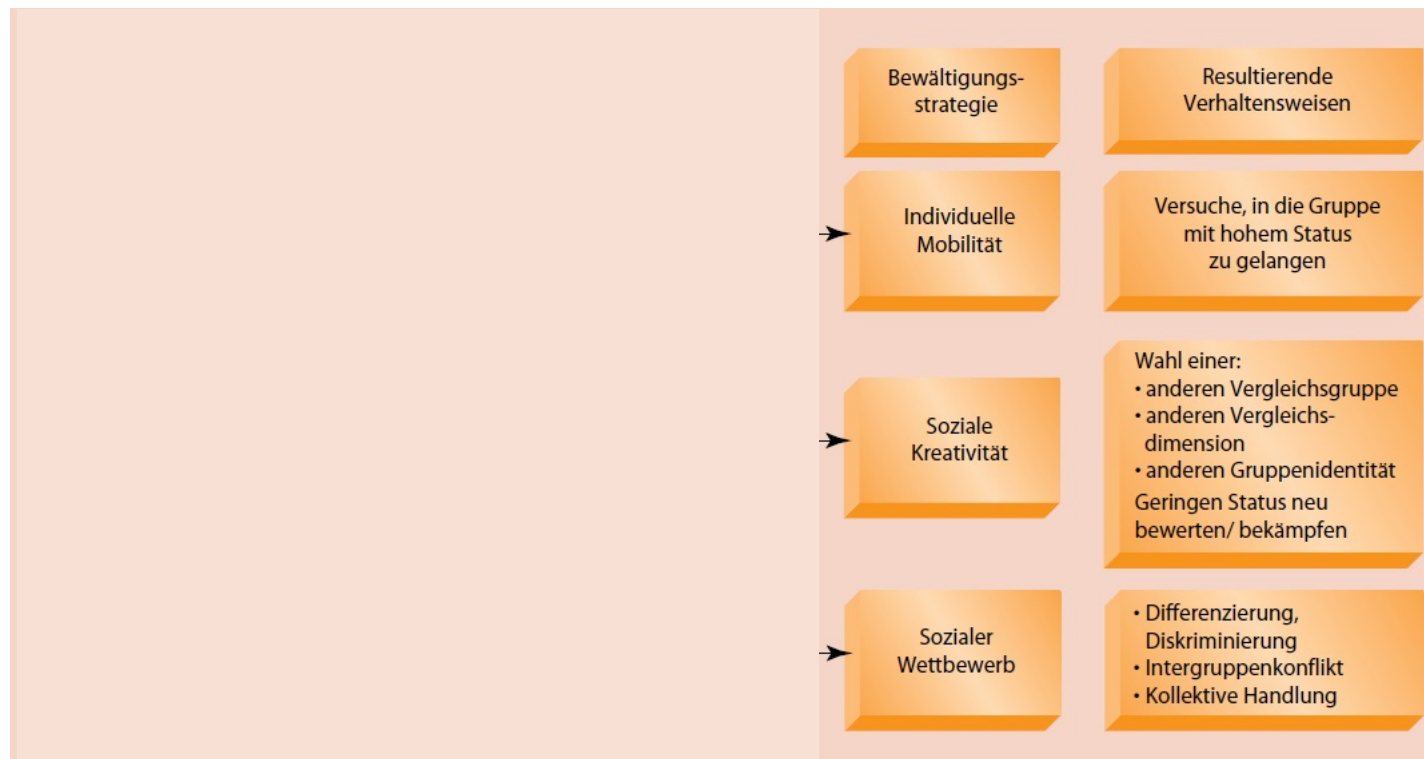 Bewältigungs-
strategie
Resultierende
Verhaltensweisen
Individuelle
Mobilität
Versuche, in die Gruppe
mit hohem Status
zu gelangen
Soziale
Kreativität
Wahl einer:
• anderen Vergleichsgruppe
• anderen Vergleichs-
dimension
• anderen Gruppenidentität
Geringen Status neu
bewerten/ bekämpfen
Sozialer
Wettbewerb
• Differenzierung,
Diskriminierung
• Intergruppenkonflikt
• Kollektive Handlung